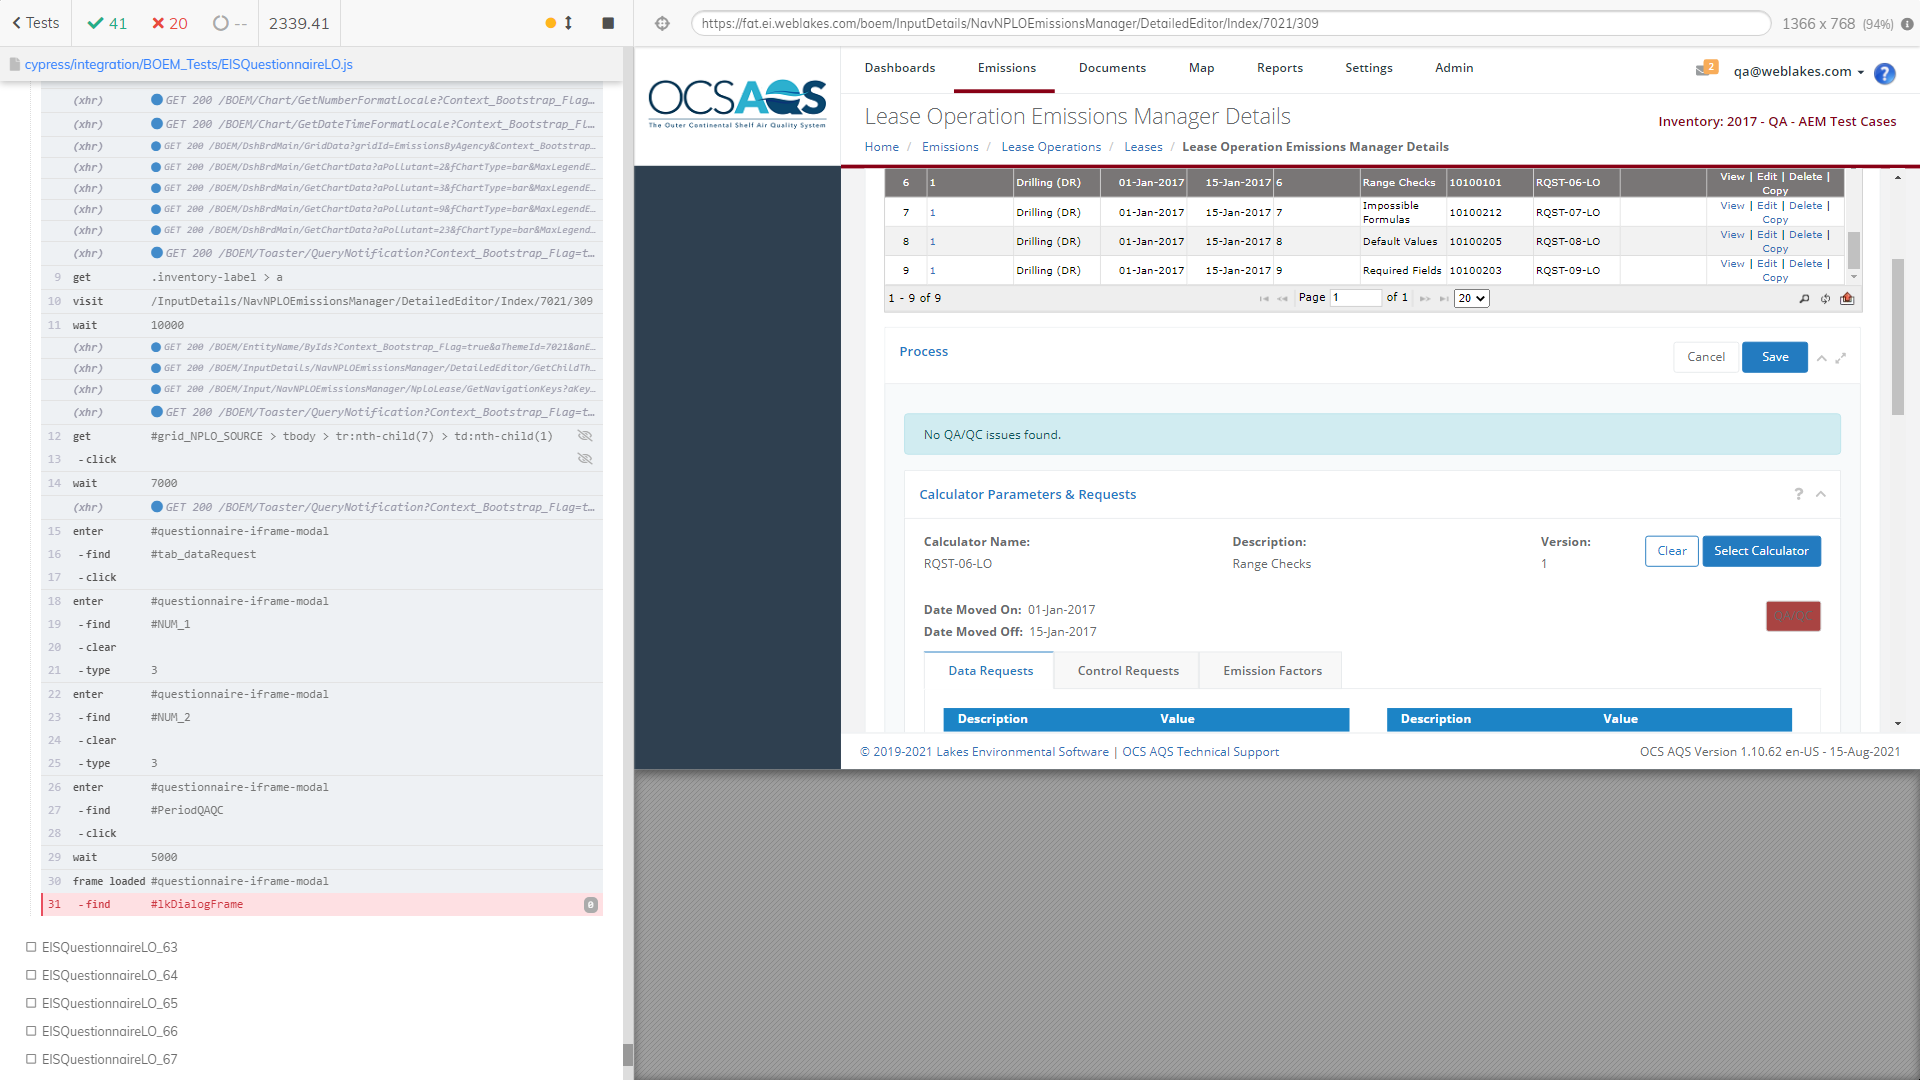 Tests
41
20
--
2339.41
cypress/integration/BOEM_Tests/EISQuestionnaireLO.js
(xhr) GET 200 /BOEM/Chart/GetNumberFormatLocale?Context_Bootstrap_Flag...
(xhr) GET 200 /BOEM/Chart/GetDateTimeFormatLocale?Context_Bootstrap_Fl...
(xhr) GET 200 /BOEM/DshBrdMain/GridData?gridId=EmissionsByAgency&Context_Bootstrap...
(xhr) GET 200 /BOEM/DshBrdMain/GetChartData?aPollutant=2&fChartType=bar&MaxLegendE...
(xhr) GET 200 /BOEM/DshBrdMain/GetChartData?aPollutant=3&fChartType=bar&MaxLegendE...
(xhr) GET 200 /BOEM/DshBrdMain/GetChartData?aPollutant=9&fChartType=bar&MaxLegendE...
(xhr) GET 200 /BOEM/DshBrdMain/GetChartData?aPollutant=23&fChartType=bar&MaxLegend...
(xhr) GET 200 /BOEM/Toaster/QueryNotification?Context_Bootstrap_Flag=t...
9 get .inventory-label > a
10 visit /InputDetails/NavNPLOEmissionsManager/DetailedEditor/Index/7021/309
11 wait 10000
(xhr) GET 200 /BOEM/EntityName/ByIds?Context_Bootstrap_Flag=true&aThemeId=7021&anE...
(xhr) GET 200 /BOEM/InputDetails/NavNPLOEmissionsManager/DetailedEditor/GetChildTh...
(xhr) GET 200 /BOEM/Input/NavNPLOEmissionsManager/NploLease/GetNavigationKeys?aKey...
(xhr) GET 200 /BOEM/Toaster/QueryNotification?Context_Bootstrap_Flag=t...
12 get #grid_NPLO_SOURCE > tbody > tr:nth-child(7) > td:nth-child(1)
13 -click
14 wait 7000
(xhr) GET 200 /BOEM/Toaster/QueryNotification?Context_Bootstrap_Flag=t...
15 enter #questionnaire-iframe-modal
16 -find #tab_dataRequest
17 -click
18 enter #questionnaire-iframe-modal
19 -find #NUM_1
20 -clear
21 -type 3
22 enter #questionnaire-iframe-modal
23 -find #NUM_2
24 -clear
25 -type 3
26 enter #questionnaire-iframe-modal
27 -find #PeriodQAQC
28 -click
29 wait 5000
30 frame loaded #questionnaire-iframe-modal
31 -find #lkDialogFrame 0
EISQuestionnaireLO_63
EISQuestionnaireLO_64
EISQuestionnaireLO_65
EISQuestionnaireLO_66
EISQuestionnaireLO_67
https://fat.ei.weblakes.com/boem/InputDetails/NavNPLOEmissionsManager/DetailedEditor/Index/7021/309
1366 x 768 (94%)
OCSAQS
The Outer Continental Shelf Air Quality System
Dashboards Emissions Documents Map Reports Settings Admin
2
qa@weblakes.com
?
Lease Operation Emissions Manager Details
Inventory: 2017 - QA - AEM Test Cases
Home / Emissions / Lease Operations / Leases / Lease Operation Emissions Manager Details
6 1 Drilling (DR) 01-Jan-2017 15-Jan-2017 6 Range Checks 10100101 RQST-06-LO View | Edit | Delete | Copy
7 1 Drilling (DR) 01-Jan-2017 15-Jan-2017 7 Impossible Formulas 10100212 RQST-07-LO View | Edit | Delete | Copy
8 1 Drilling (DR) 01-Jan-2017 15-Jan-2017 8 Default Values 10100205 RQST-08-LO View | Edit | Delete | Copy
9 1 Drilling (DR) 01-Jan-2017 15-Jan-2017 9 Required Fields 10100203 RQST-09-LO View | Edit | Delete | Copy
1 - 9 of 9
Page 1 of 1
20
Process
Cancel
Save
No QA/QC issues found.
Calculator Parameters & Requests
?
Calculator Name: Description: Version:
RQST-06-LO Range Checks 1
Clear
Select Calculator
Date Moved On: 01-Jan-2017
Date Moved Off: 15-Jan-2017
Data Requests Control Requests Emission Factors
Description Value Description Value
© 2019-2021 Lakes Environmental Software | OCS AQS Technical Support
OCS AQS Version 1.10.62 en-US - 15-Aug-2021